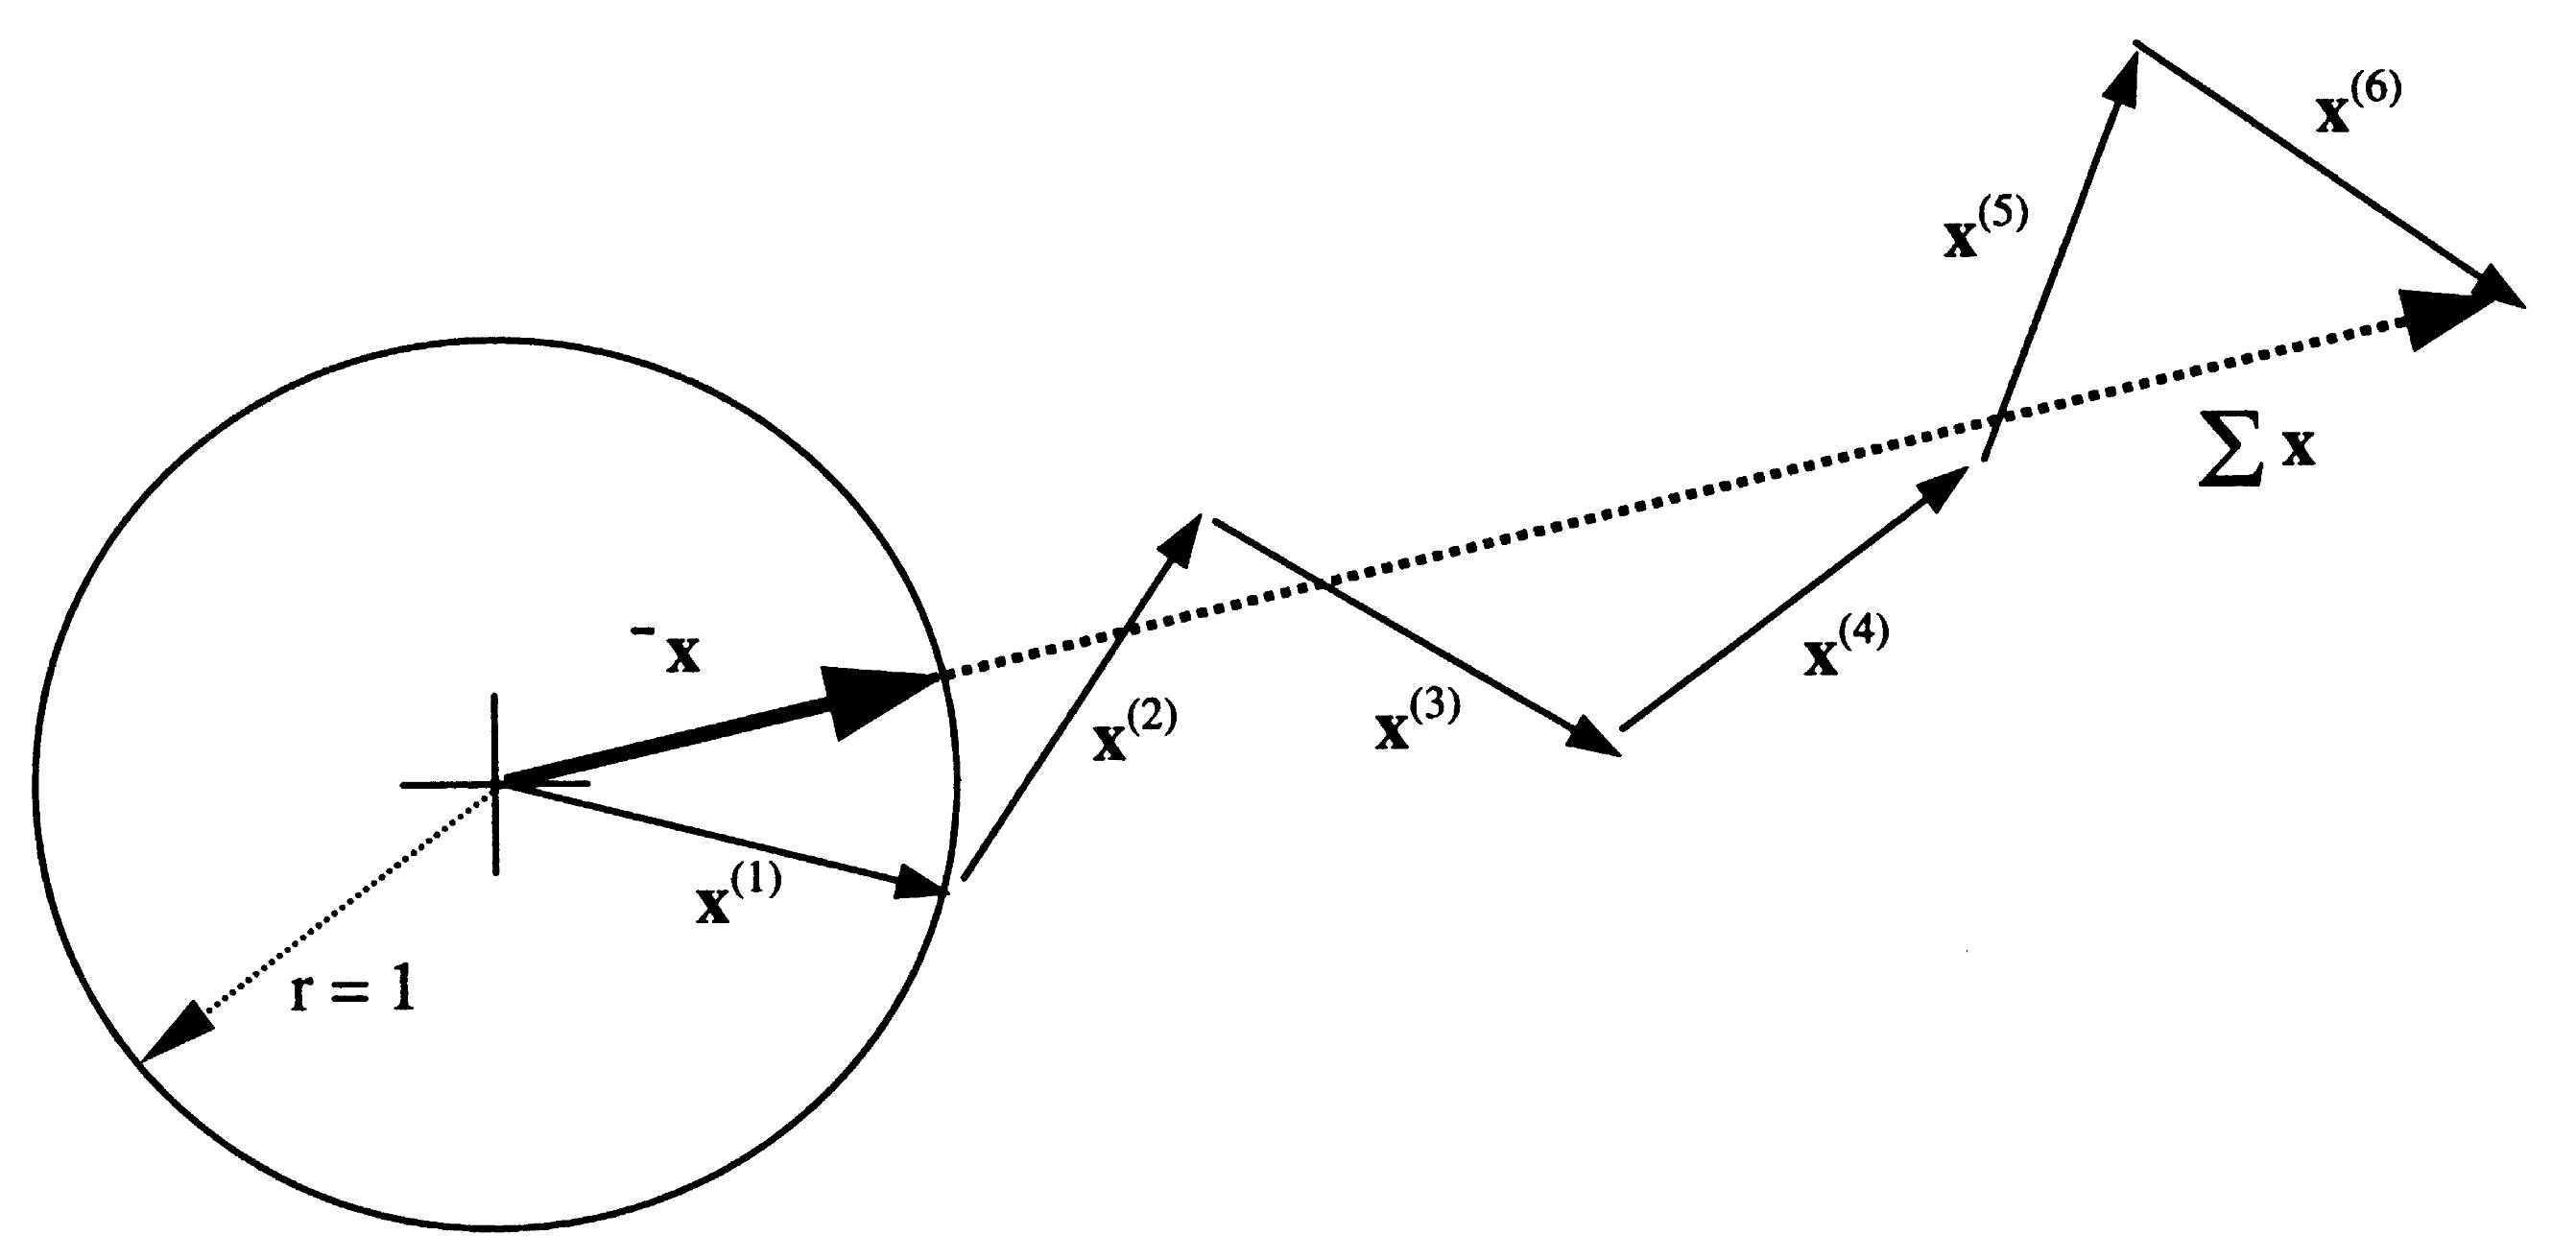 x(6)
x(5)
∑ x
¯x
x(4)
x(2)
x(3)
x(1)
r = 1